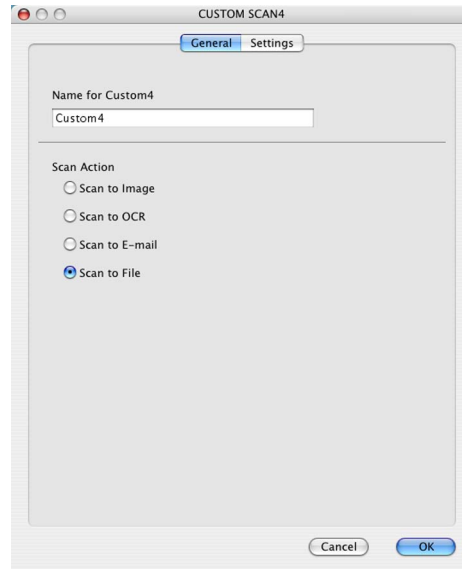 CUSTOM SCAN4
General Settings
Name for Custom4
Custom4
Scan Action
Scan to Image
Scan to OCR
Scan to E-mail
Scan to File
Cancel OK